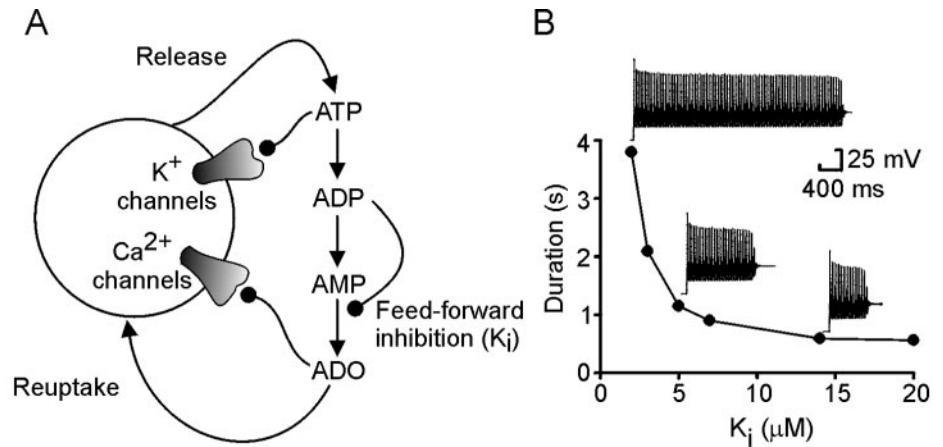 A
Release
ATP
K+
channels
ADP
Ca2+
channels
AMP
Feed-forward
inhibition (Ki)
ADO
Reuptake
B
25 mV
400 ms
Duration (s)
4
3
2
1
0
0 5 10 15 20
Ki (μM)